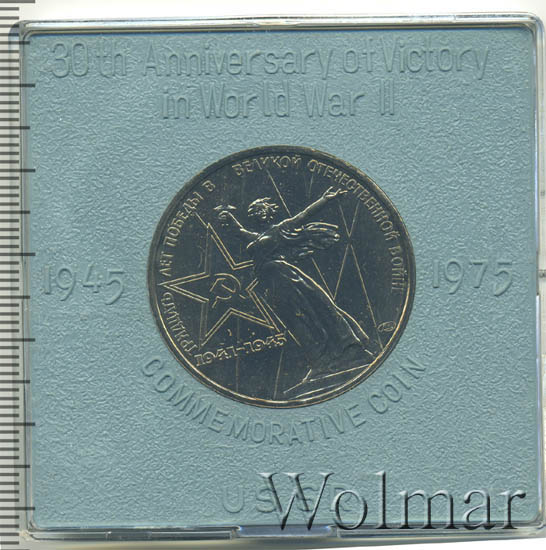 30th Anniversary of Victory
in World War II
ТРИДЦАТЬ ЛЕТ ПОБЕДЫ В ВЕЛИКОЙ ОТЕЧЕСТВЕННОЙ ВОЙНЕ
1945
1975
1941-1945
COMMEMORATIVE COIN
USSR
Wolmar